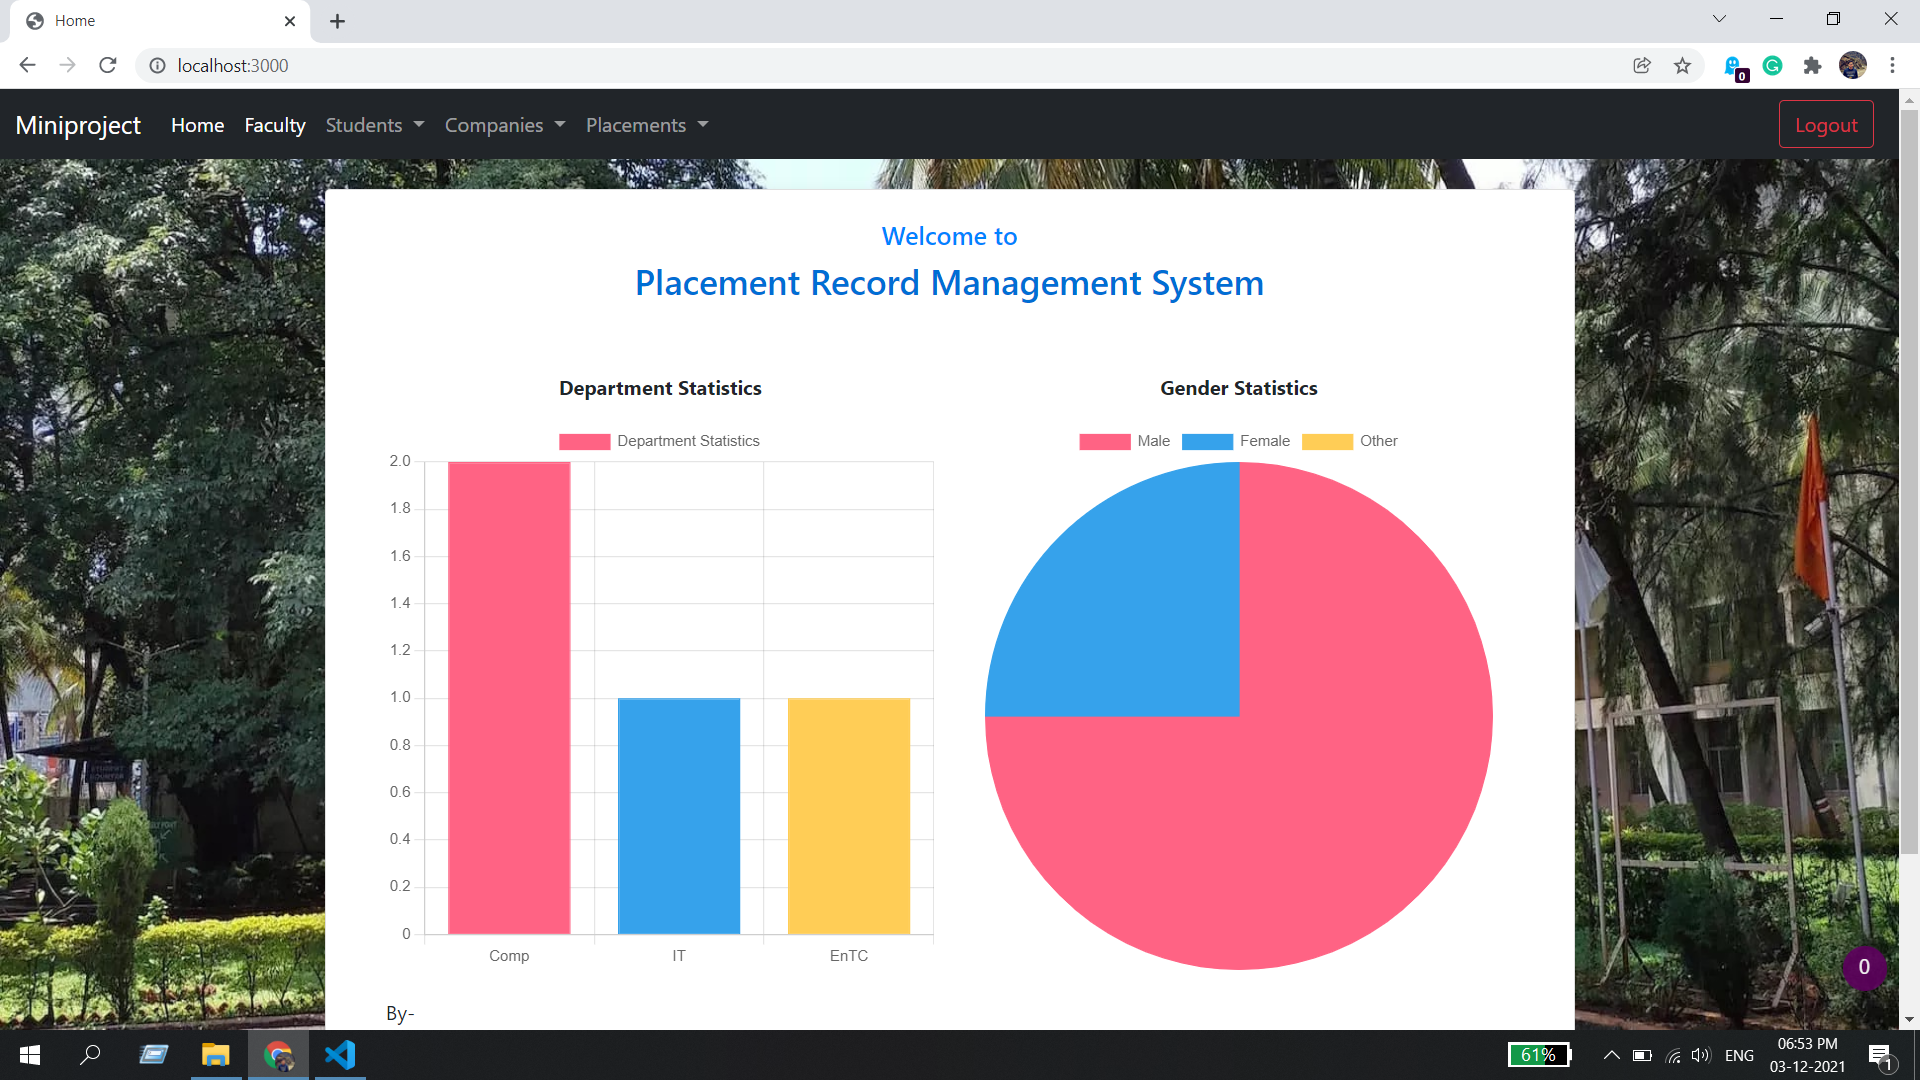 Home
localhost:3000
0
Miniproject Home Faculty Students Companies Placements Logout
Welcome to
Placement Record Management System
Department Statistics
Department Statistics
2.0
1.8
1.6
1.4
1.2
1.0
0.8
0.6
0.4
0.2
0
Comp IT EnTC
Gender Statistics
Male Female Other
By-
0
61%
ENG
06:53 PM
03-12-2021
1